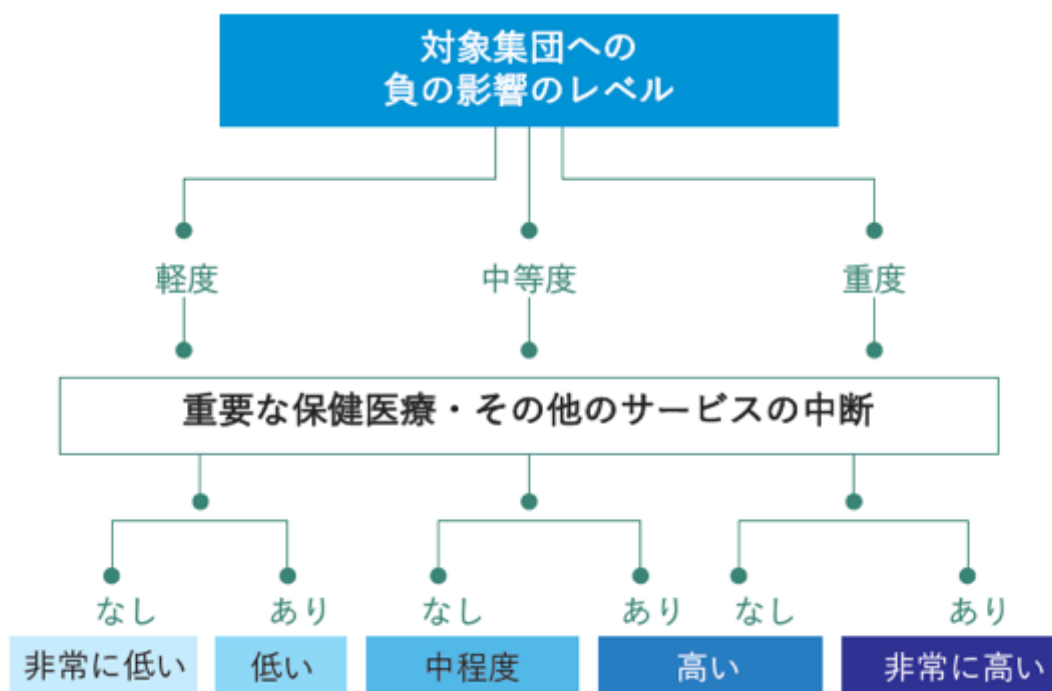 対象集団への
負の影響のレベル
軽度 中等度 重度
重要な保健医療・その他のサービスの中断
なし あり なし あり なし あり
非常に低い 低い 中程度 高い 非常に高い